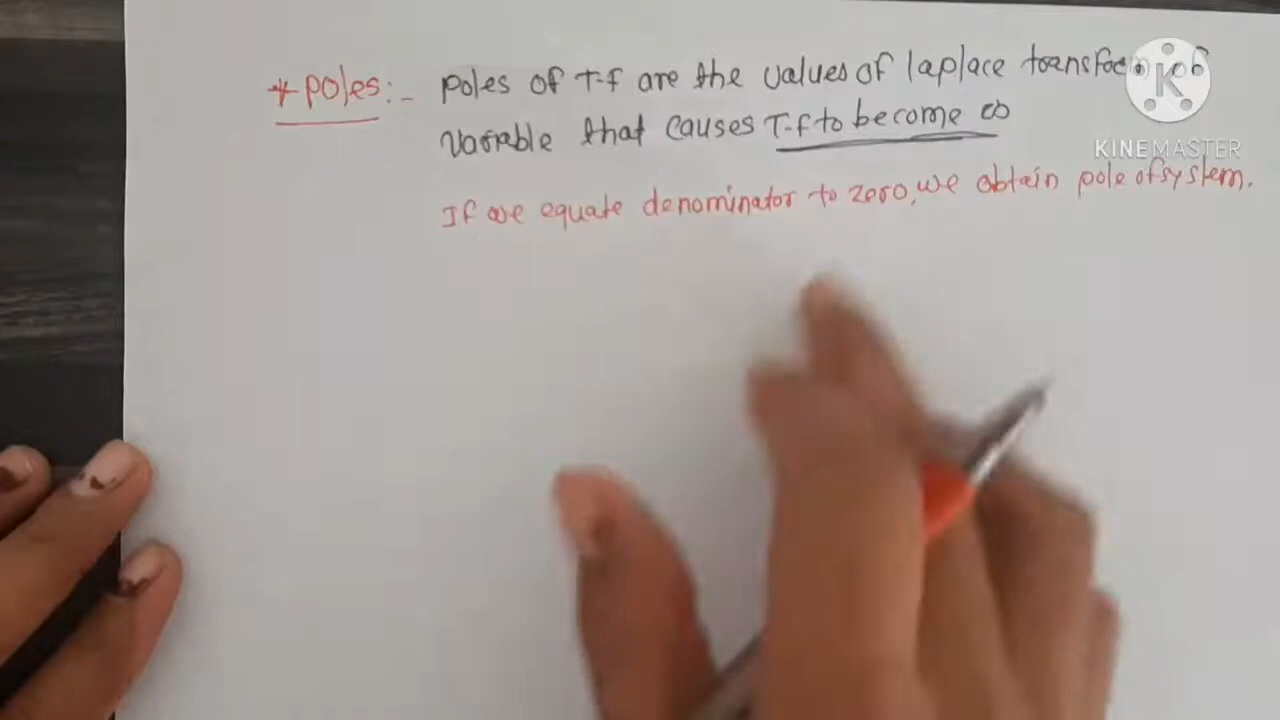 * Poles:- Poles of T-f are the values of laplace transfo of
Variable that causes T-f to become ∞
If we equate denominator to zero, we obtain pole of system.
K
KINEMASTER